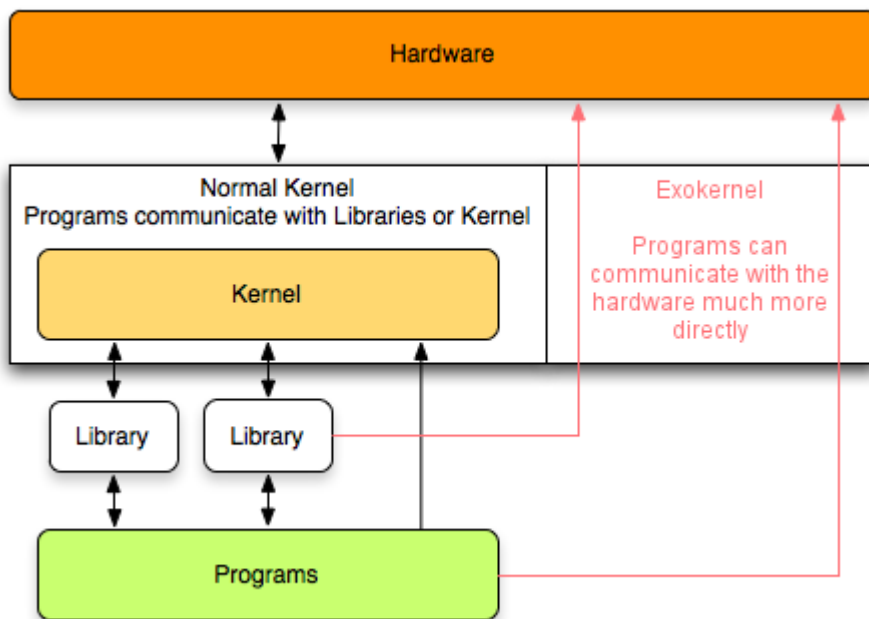 Hardware
Normal Kernel
Programs communicate with Libraries or Kernel
Kernel
Exokernel
Programs can
communicate with the
hardware much more
directly
Library
Library
Programs